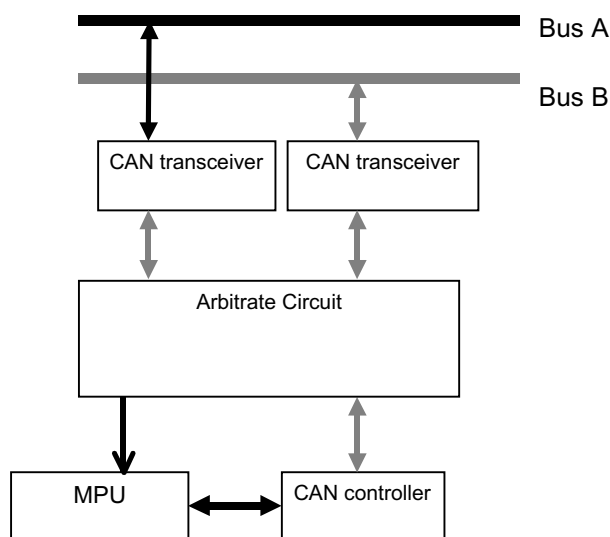 Bus A
Bus B
CAN transceiver
CAN transceiver
Arbitrate Circuit
MPU
CAN controller